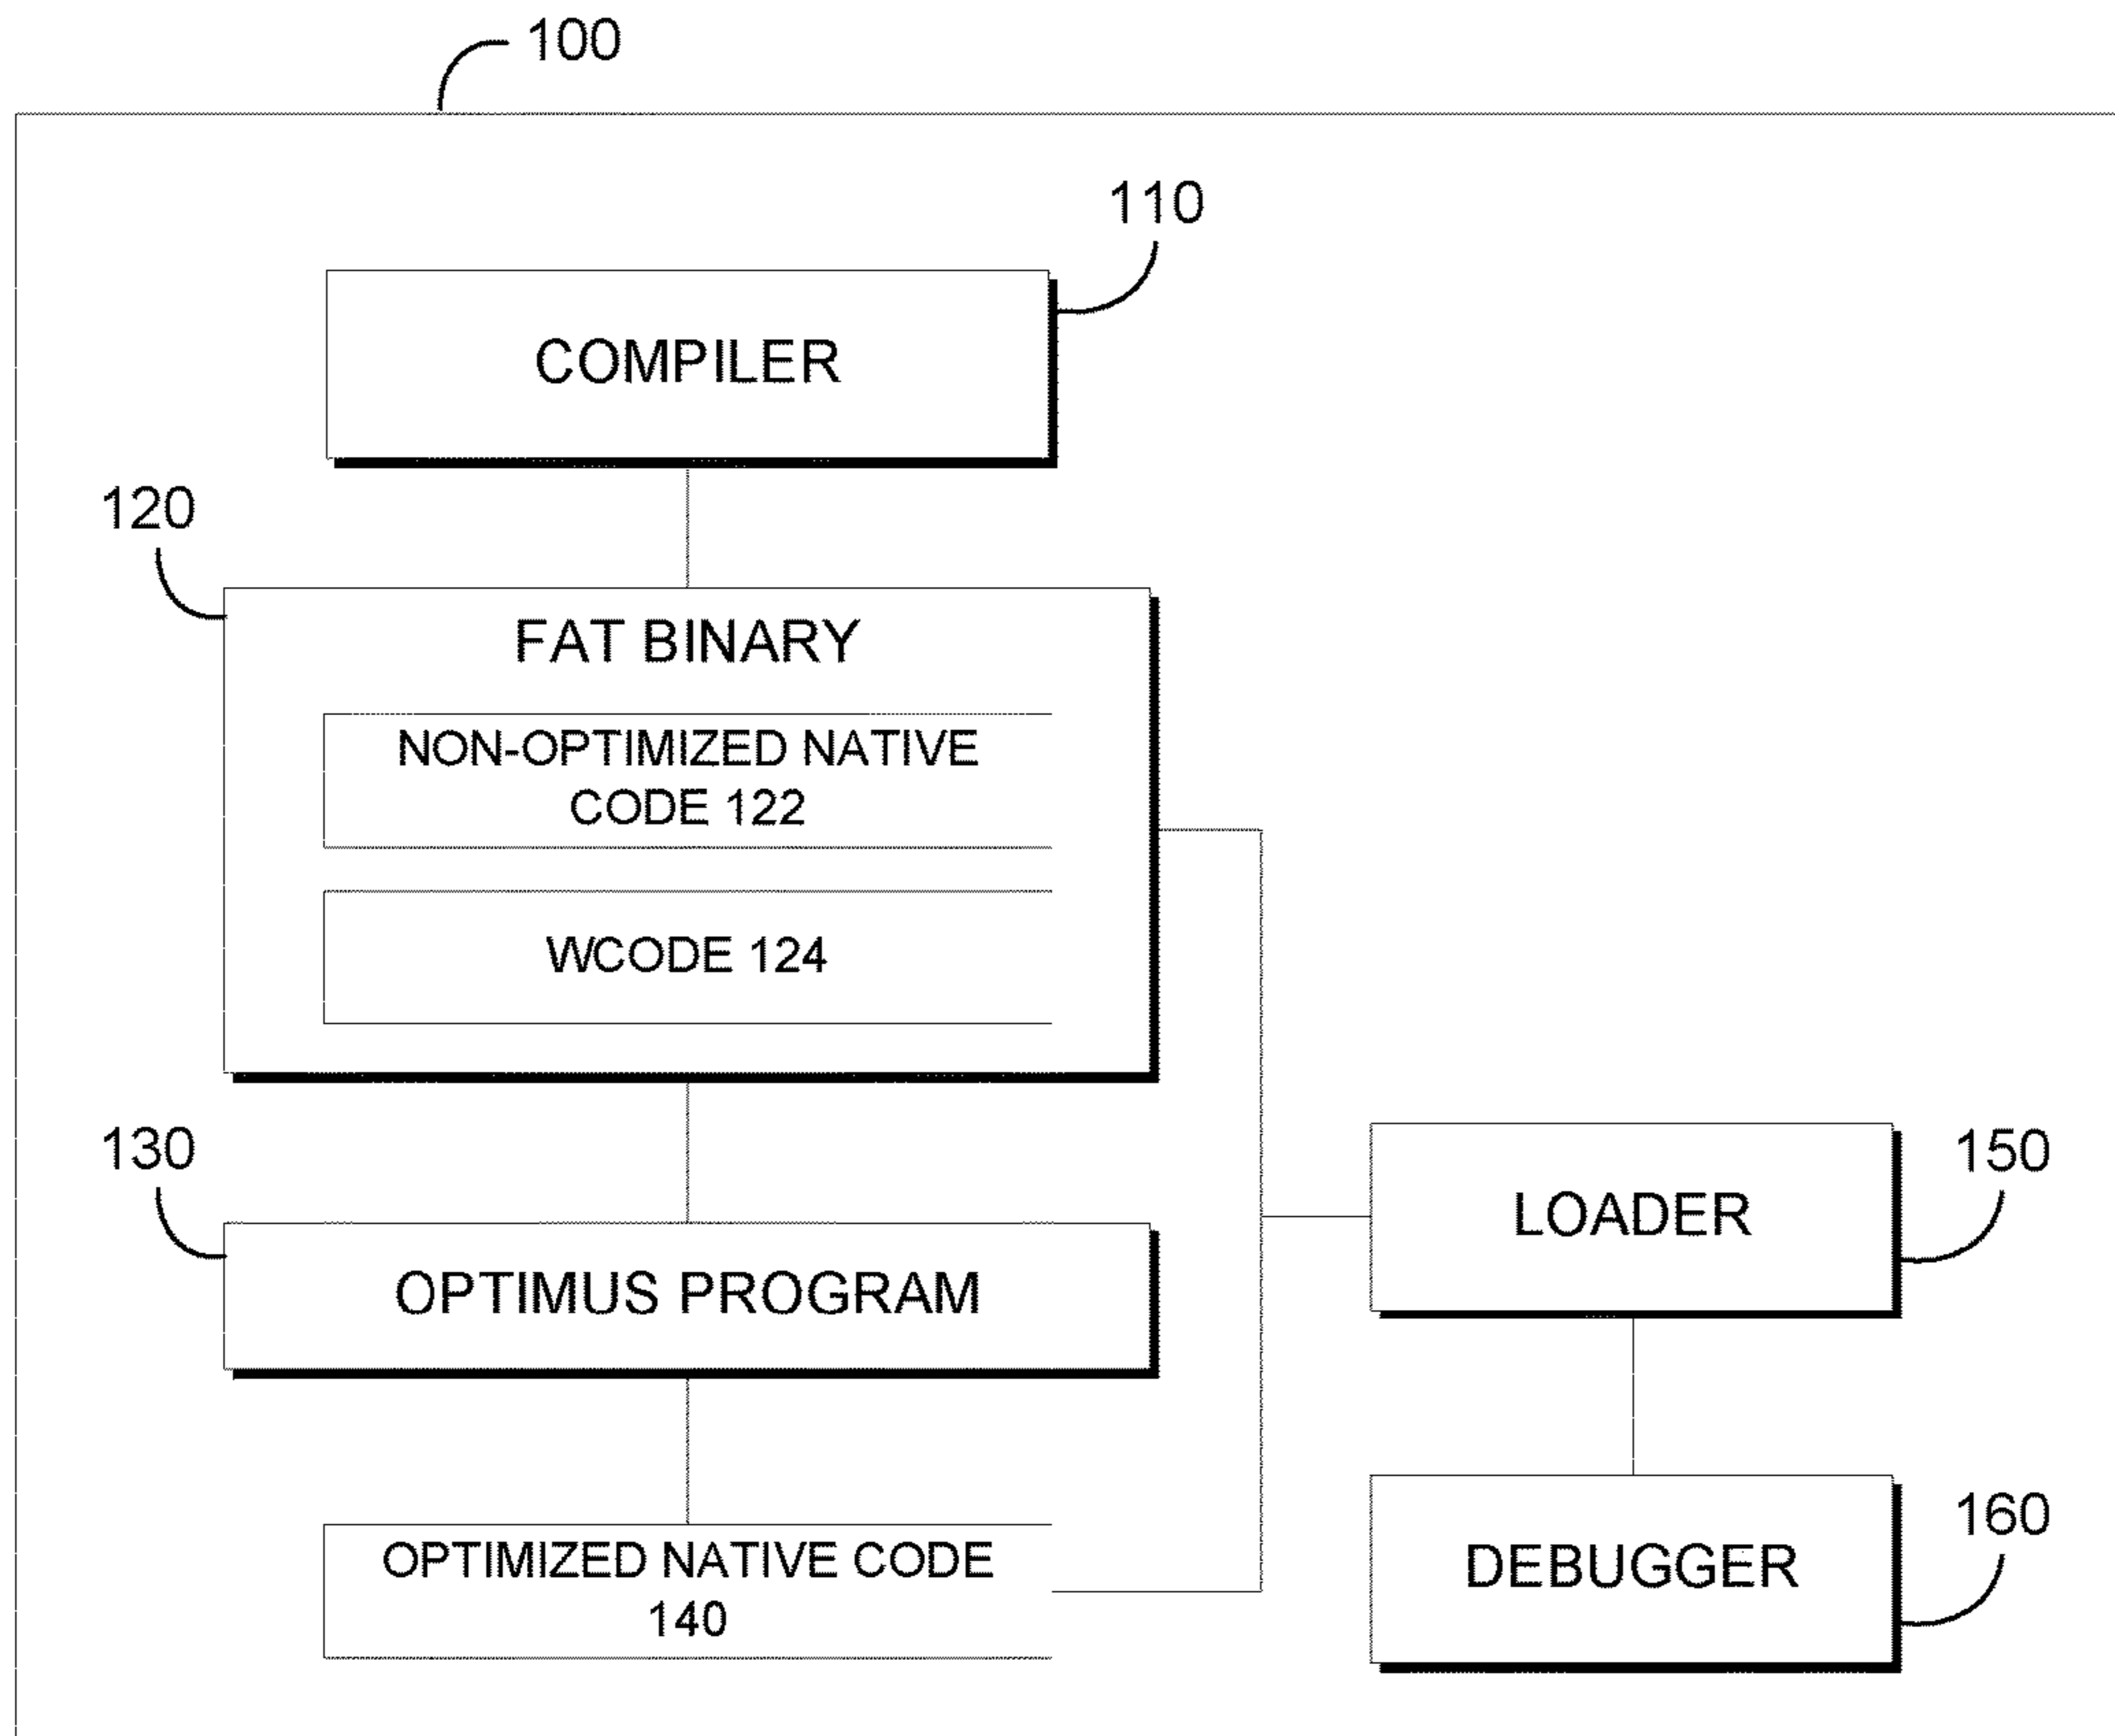 100
110
COMPILER
120
FAT BINARY
NON-OPTIMIZED NATIVE
CODE 122
WCODE 124
130
OPTIMUS PROGRAM
150
LOADER
OPTIMIZED NATIVE CODE
140
160
DEBUGGER